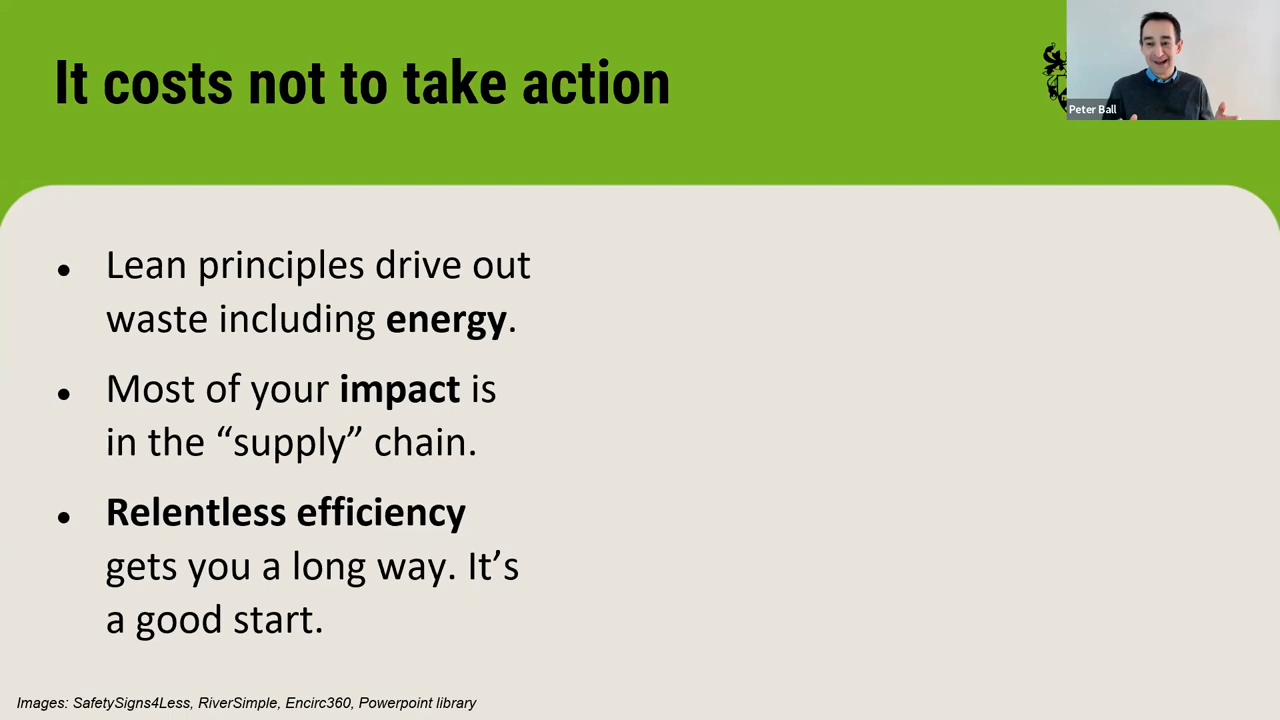 It costs not to take action
Peter Ball
• Lean principles drive out
waste including energy.
• Most of your impact is
in the “supply” chain.
• Relentless efficiency
gets you a long way. It’s
a good start.
Images: SafetySigns4Less, RiverSimple, Encirc360, Powerpoint library